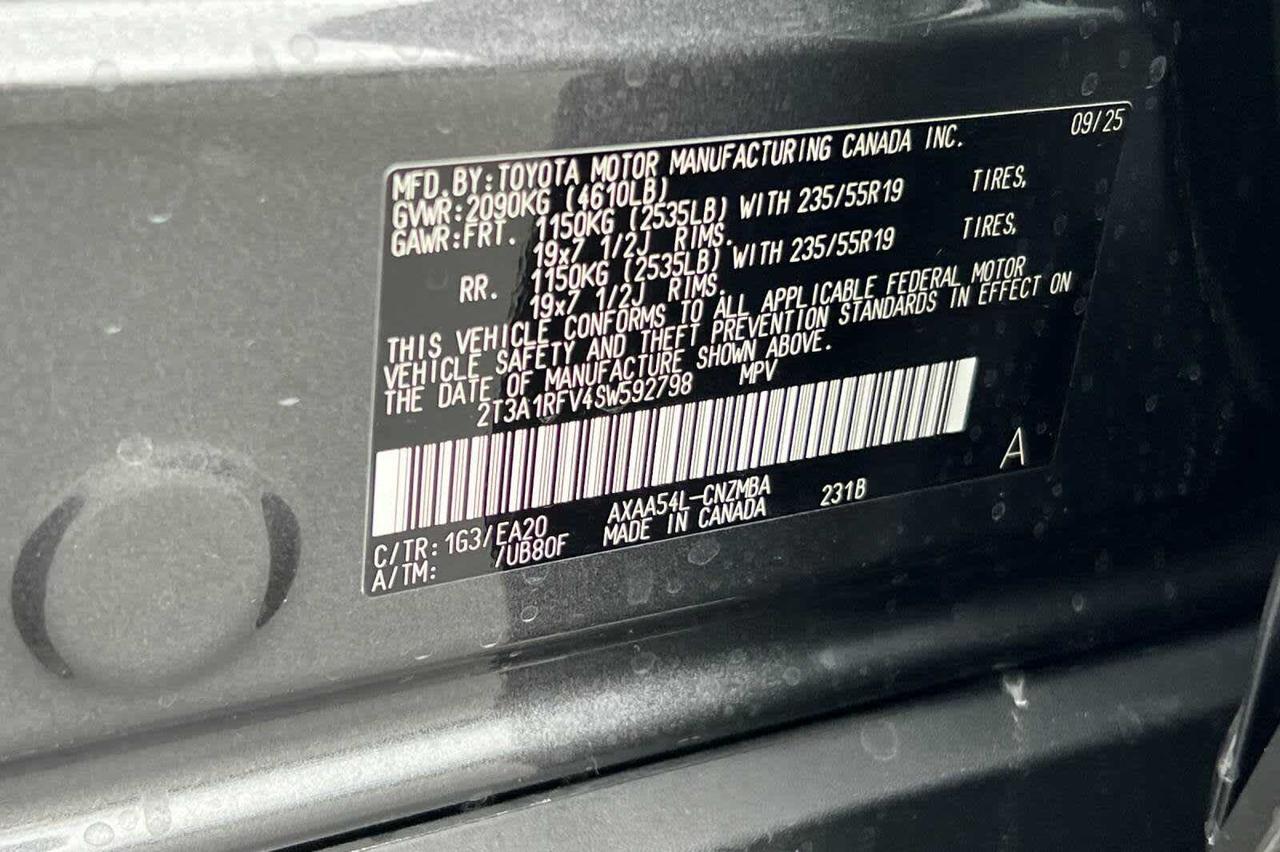 09/25
MFD.BY:TOYOTA MOTOR MANUFACTURING CANADA INC.
GVWR:2090KG (4610LB)
GAWR:FRT. 1150KG (2535LB) WITH 235/55R19 TIRES,
19x7 1/2J RIMS.
RR. 1150KG (2535LB) WITH 235/55R19 TIRES,
19x7 1/2J RIMS.
THIS VEHICLE CONFORMS TO ALL APPLICABLE FEDERAL MOTOR
VEHICLE SAFETY AND THEFT PREVENTION STANDARDS IN EFFECT ON
THE DATE OF MANUFACTURE SHOWN ABOVE.
2T3A1RFV4SW592798 MPV
A
C/TR: 1G3/EA20 AXAA54L-CNZMBA 231B
A/TM: /UB80F MADE IN CANADA